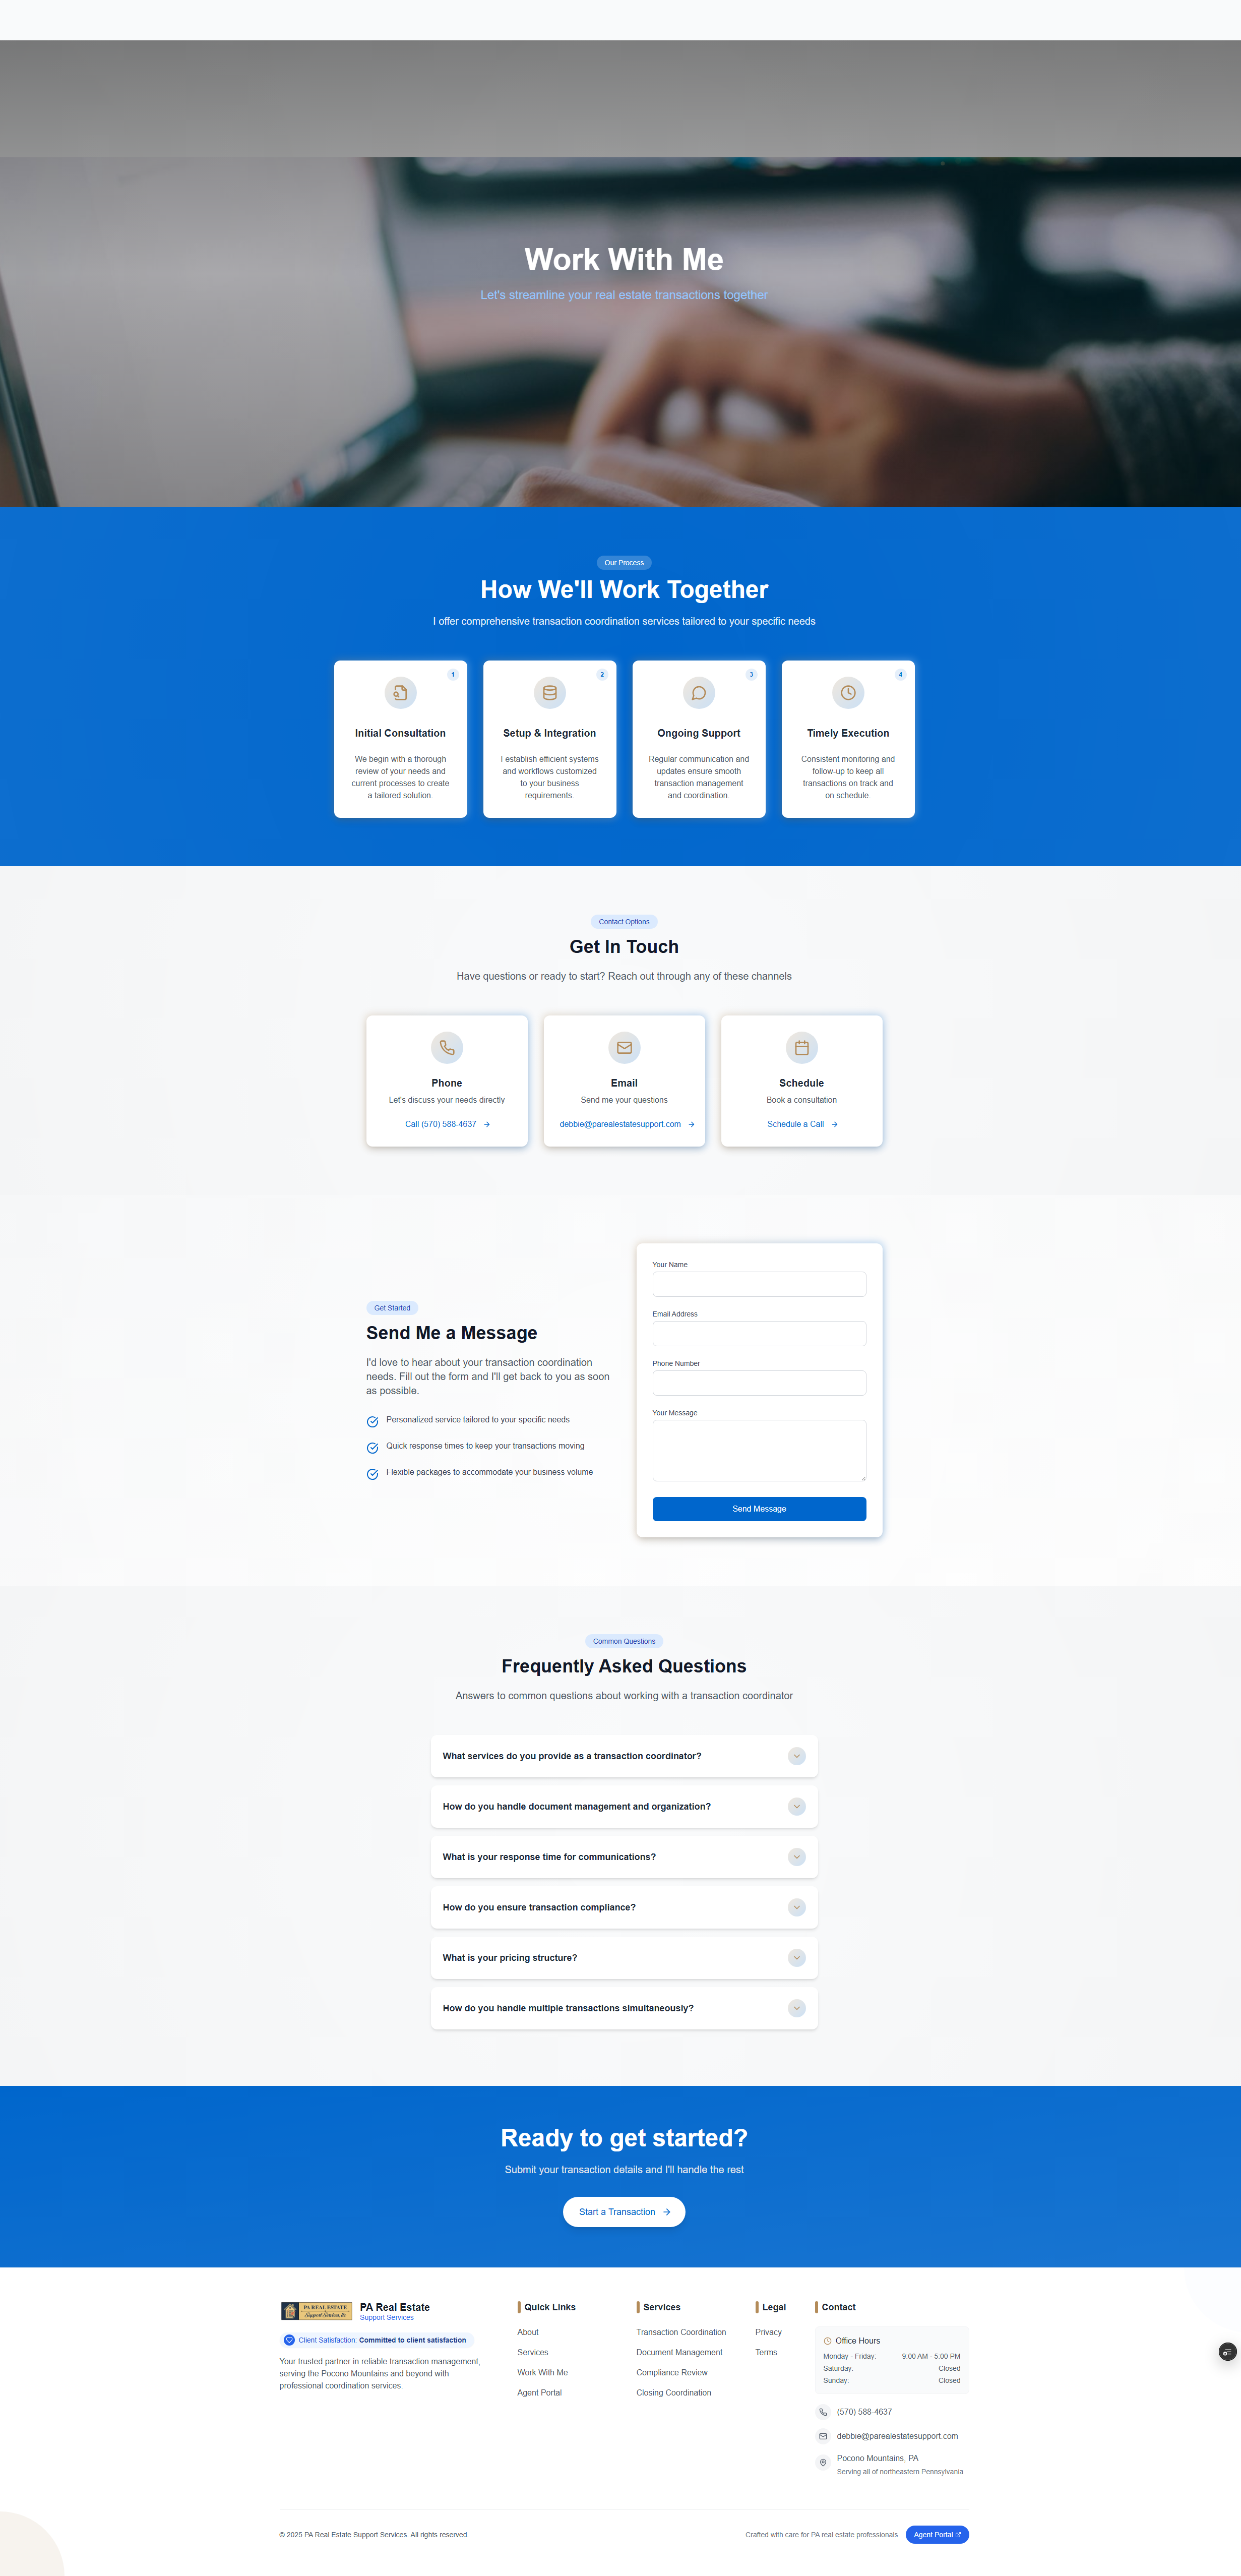 Work With Me
Let's streamline your real estate transactions together
Our Process
How We'll Work Together
I offer comprehensive transaction coordination services tailored to your specific needs
1
Initial Consultation
We begin with a thorough
review of your needs and
current processes to create
a tailored solution.
2
Setup & Integration
I establish efficient systems
and workflows customized
to your business
requirements.
3
Ongoing Support
Regular communication and
updates ensure smooth
transaction management
and coordination.
4
Timely Execution
Consistent monitoring and
follow-up to keep all
transactions on track and
on schedule.
Contact Options
Get In Touch
Have questions or ready to start? Reach out through any of these channels
Phone
Let's discuss your needs directly
Call (570) 588-4637
Email
Send me your questions
debbie@parealestatesupport.com
Schedule
Book a consultation
Schedule a Call
Get Started
Send Me a Message
I'd love to hear about your transaction coordination
needs. Fill out the form and I'll get back to you as soon
as possible.
Personalized service tailored to your specific needs
Quick response times to keep your transactions moving
Flexible packages to accommodate your business volume
Your Name
Email Address
Phone Number
Your Message
Send Message
Common Questions
Frequently Asked Questions
Answers to common questions about working with a transaction coordinator
What services do you provide as a transaction coordinator?
How do you handle document management and organization?
What is your response time for communications?
How do you ensure transaction compliance?
What is your pricing structure?
How do you handle multiple transactions simultaneously?
Ready to get started?
Submit your transaction details and I'll handle the rest
Start a Transaction
PA REAL ESTATE
Support Services, llc
PA Real Estate
Support Services
Client Satisfaction: Committed to client satisfaction
Your trusted partner in reliable transaction management,
serving the Pocono Mountains and beyond with
professional coordination services.
Quick Links
About
Services
Work With Me
Agent Portal
Services
Transaction Coordination
Document Management
Compliance Review
Closing Coordination
Legal
Privacy
Terms
Contact
Office Hours
Monday - Friday: 9:00 AM - 5:00 PM
Saturday: Closed
Sunday: Closed
(570) 588-4637
debbie@parealestatesupport.com
Pocono Mountains, PA
Serving all of northeastern Pennsylvania
© 2025 PA Real Estate Support Services. All rights reserved.
Crafted with care for PA real estate professionals
Agent Portal